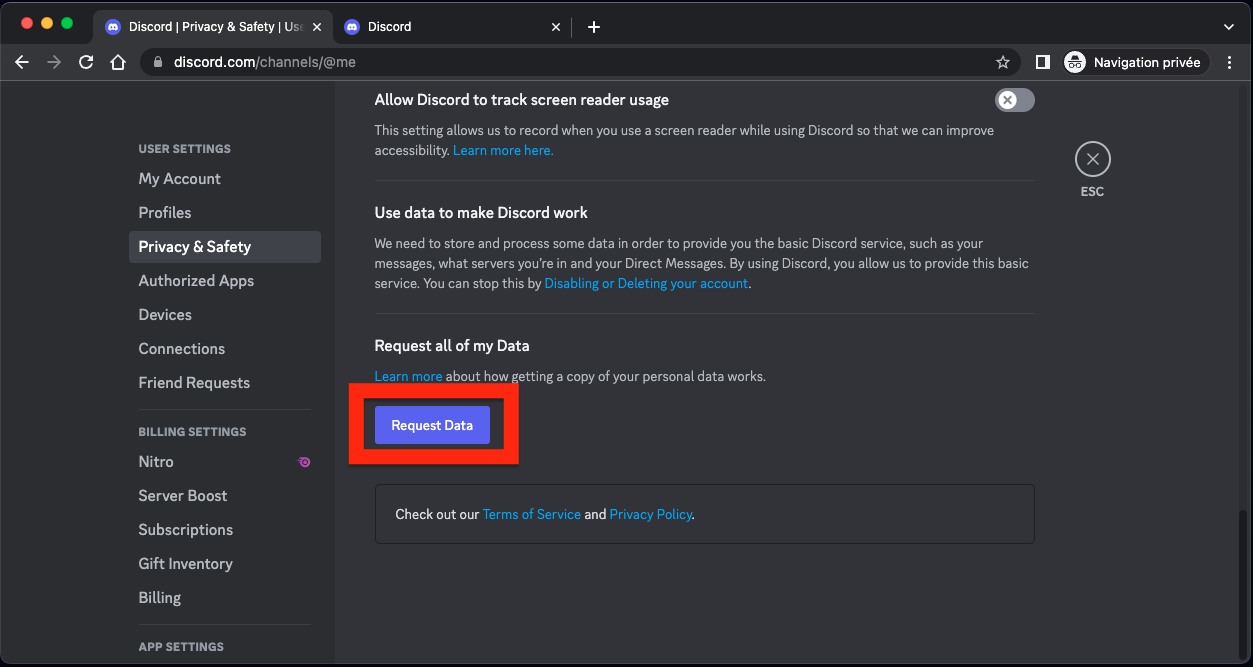 Discord | Privacy & Safety | Use
Discord
discord.com/channels/@me
Navigation privée
USER SETTINGS
My Account
Profiles
Privacy & Safety
Authorized Apps
Devices
Connections
Friend Requests
BILLING SETTINGS
Nitro
Server Boost
Subscriptions
Gift Inventory
Billing
APP SETTINGS
Allow Discord to track screen reader usage
This setting allows us to record when you use a screen reader while using Discord so that we can improve
accessibility. Learn more here.
Use data to make Discord work
We need to store and process some data in order to provide you the basic Discord service, such as your
messages, what servers you're in and your Direct Messages. By using Discord, you allow us to provide this basic
service. You can stop this by Disabling or Deleting your account.
Request all of my Data
Learn more about how getting a copy of your personal data works.
Request Data
Check out our Terms of Service and Privacy Policy.
ESC